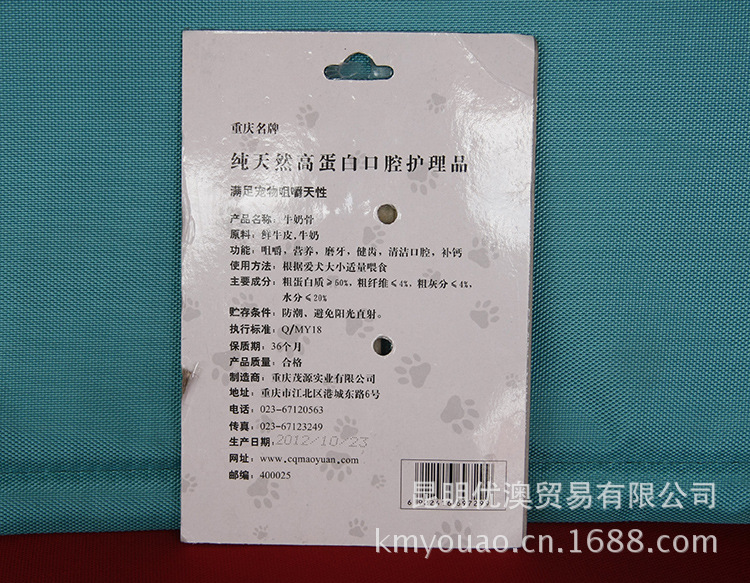 重庆名牌
纯天然高蛋白口腔护理品
满足宠物咀嚼天性
产品名称：牛奶骨
原料：鲜牛皮，牛奶
功能：咀嚼，营养，磨牙，健齿，清洁口腔，补钙
使用方法：根据爱犬大小适量喂食
主要成分：粗蛋白质≥60%，粗纤维≤4%，粗灰分≤4%，
水分≤20%
贮存条件：防潮、避免阳光直射。
执行标准：Q/MY18
保质期：36个月
产品质量：合格
制造商：重庆茂源实业有限公司
地址：重庆市江北区港城东路6号
电话：023-67120563
传真：023-67123249
生产日期：2012/10/23
网址：www.cqmaoyuan.com
邮编：400025
昆明优澳贸易有限公司
kmyouao.cn.1688.com